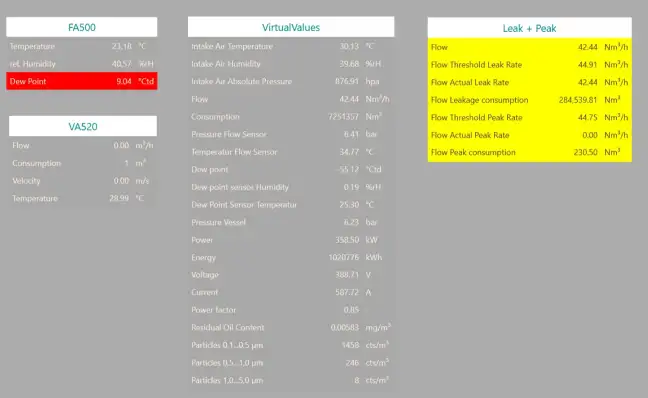 FA500
Temperature 23,18 °C
rel. Humidity 40,57 %rH
Dew Point 9,04 °Ctd
VA520
Flow 0.00 m³/h
Consumption 1 m³
Velocity 0.00 m/s
Temperature 28,99 °C
VirtualValues
Intake Air Temperature 30,13 °C
Intake Air Humidity 39,68 %rH
Intake Air Absolute Pressure 876,91 hpa
Flow 42.44 Nm³/h
Consumption 7251357 Nm³
Pressure Flow Sensor 6.41 bar
Temperatur Flow Sensor 34,77 °C
Dew point -55,12 °Ctd
Dew point sensor Humidity 0.19 %rH
Dew Point Sensor Temperatur 25,30 °C
Pressure Vessel 6.23 bar
Power 358,50 kW
Energy 1020776 kWh
Voltage 388,71 V
Current 587,72 A
Power factor 0,85
Residual Oil Content 0,00583 mg/m³
Particles 0,1...0,5 µm 1458 cts/m³
Particles 0,5...1,0 µm 246 cts/m³
Particles 1,0...5,0 µm 8 cts/m³
Leak + Peak
Flow 42.44 Nm³/h
Flow Threshold Leak Rate 44.91 Nm³/h
Flow Actual Leak Rate 42.44 Nm³/h
Flow Leakage consumption 284,539.81 Nm³
Flow Threshold Peak Rate 44.75 Nm³/h
Flow Actual Peak Rate 0.00 Nm³/h
Flow Peak consumption 230.50 Nm³